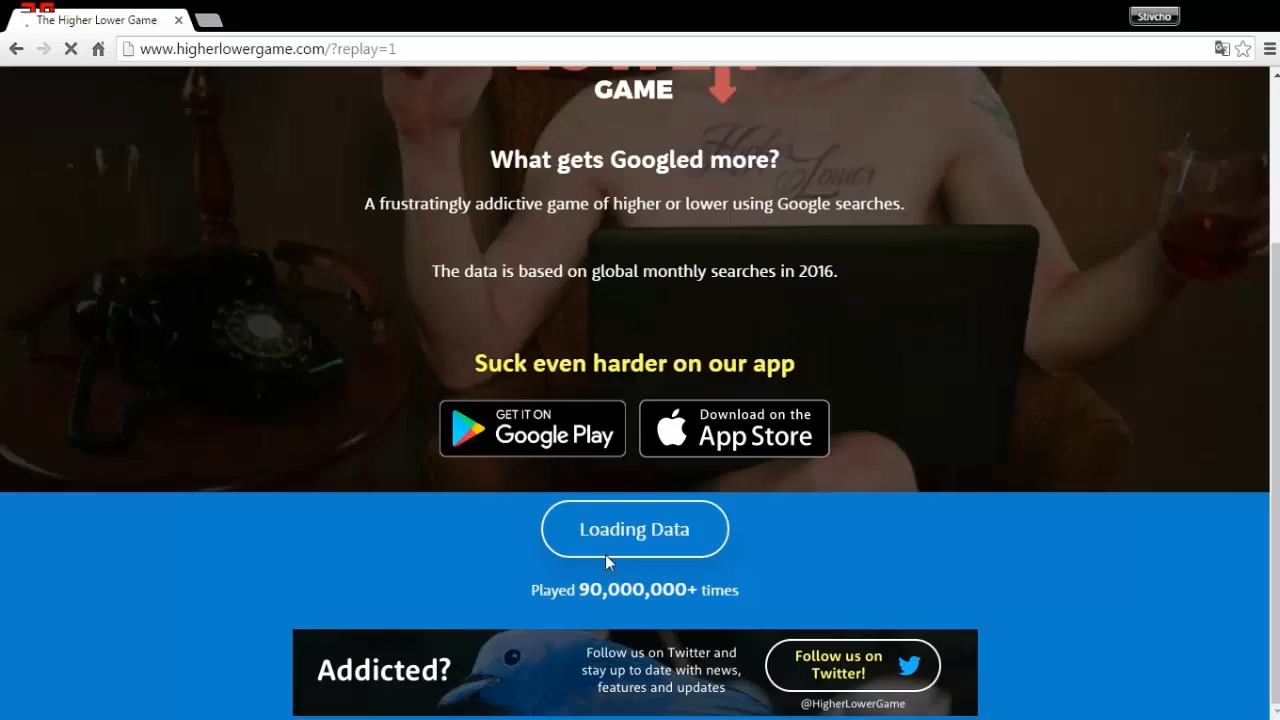 The Higher Lower Game
Stivcho
www.higherlowergame.com/?replay=1
GAME
What gets Googled more?
Higher
Lower
A frustratingly addictive game of higher or lower using Google searches.
The data is based on global monthly searches in 2016.
Suck even harder on our app
GET IT ON
Google Play
Download on the
App Store
Loading Data
Played 90,000,000+ times
Addicted?
Follow us on Twitter and
stay up to date with news,
features and updates
Follow us on
Twitter!
@HigherLowerGame